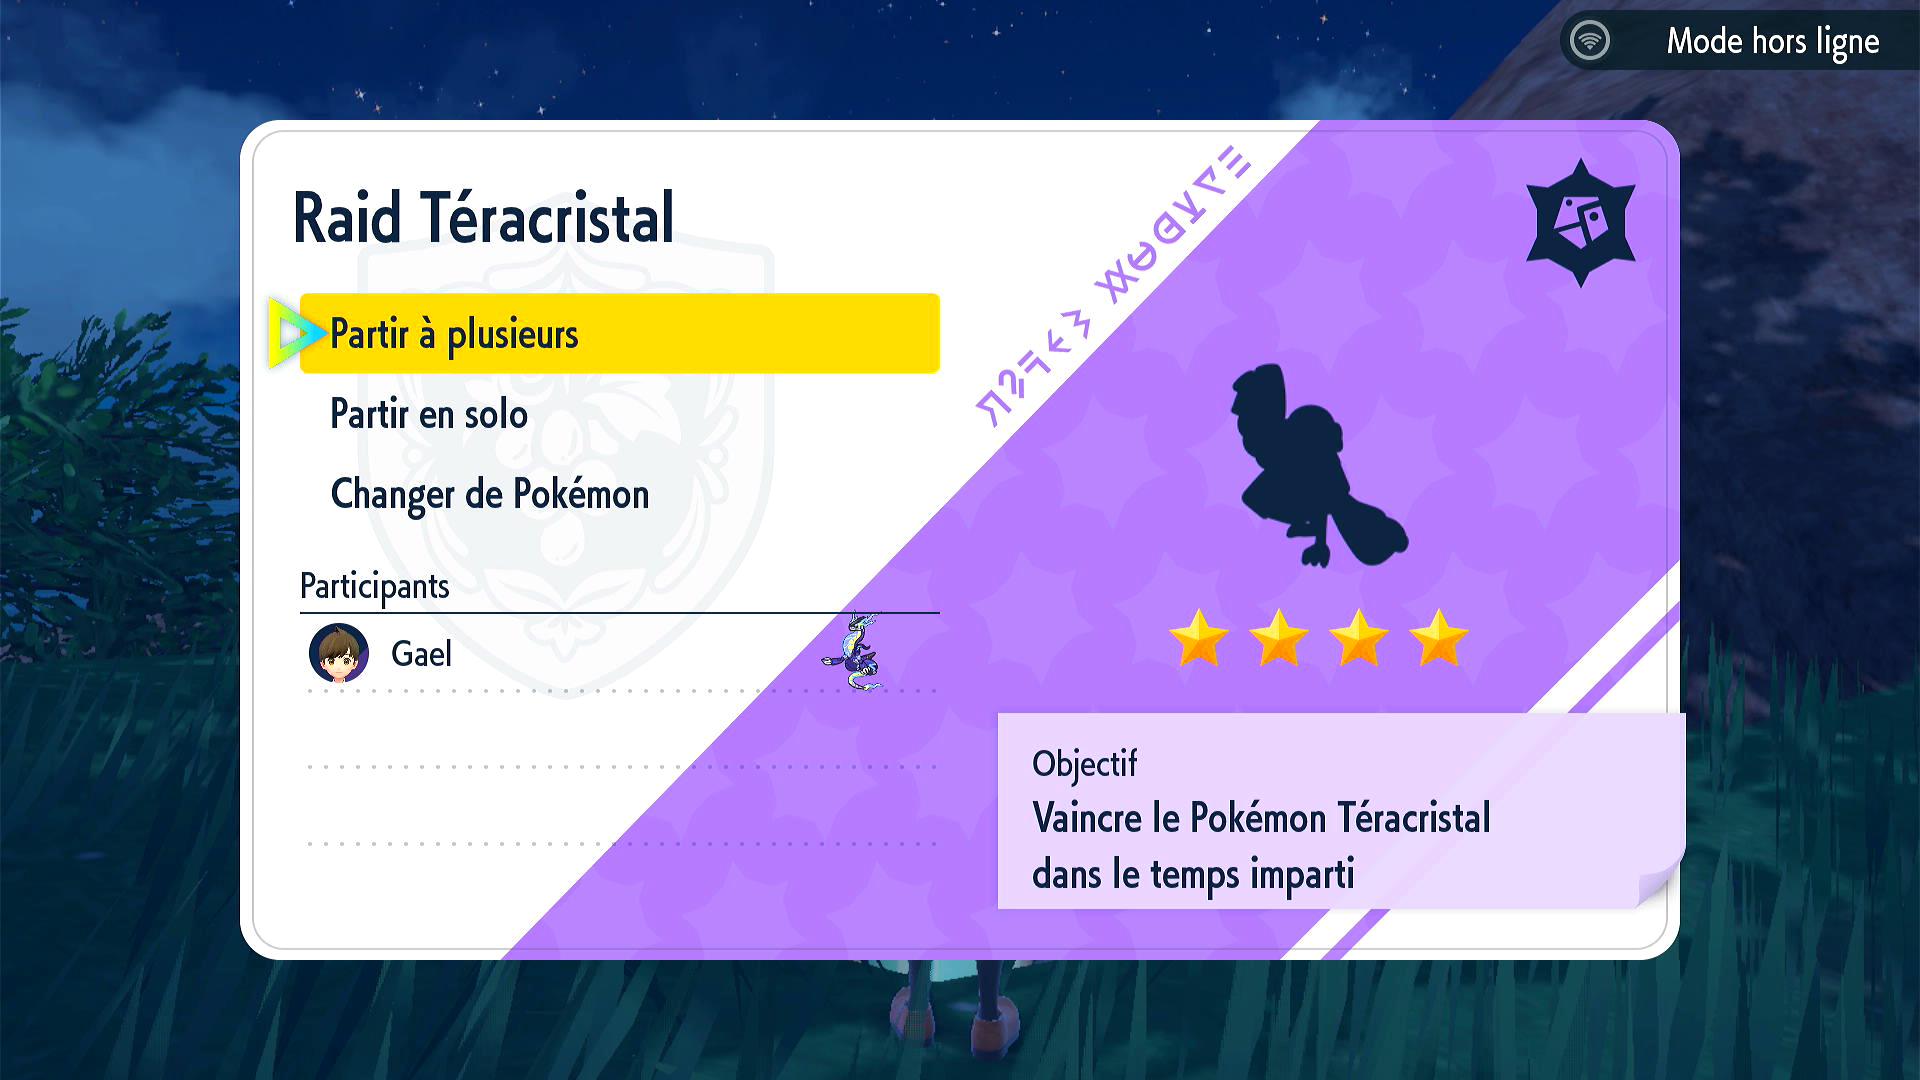 Mode hors ligne
Raid Téracristal
Partir à plusieurs
Partir en solo
Changer de Pokémon
Participants
Gael
Objectif
Vaincre le Pokémon Téracristal
dans le temps imparti